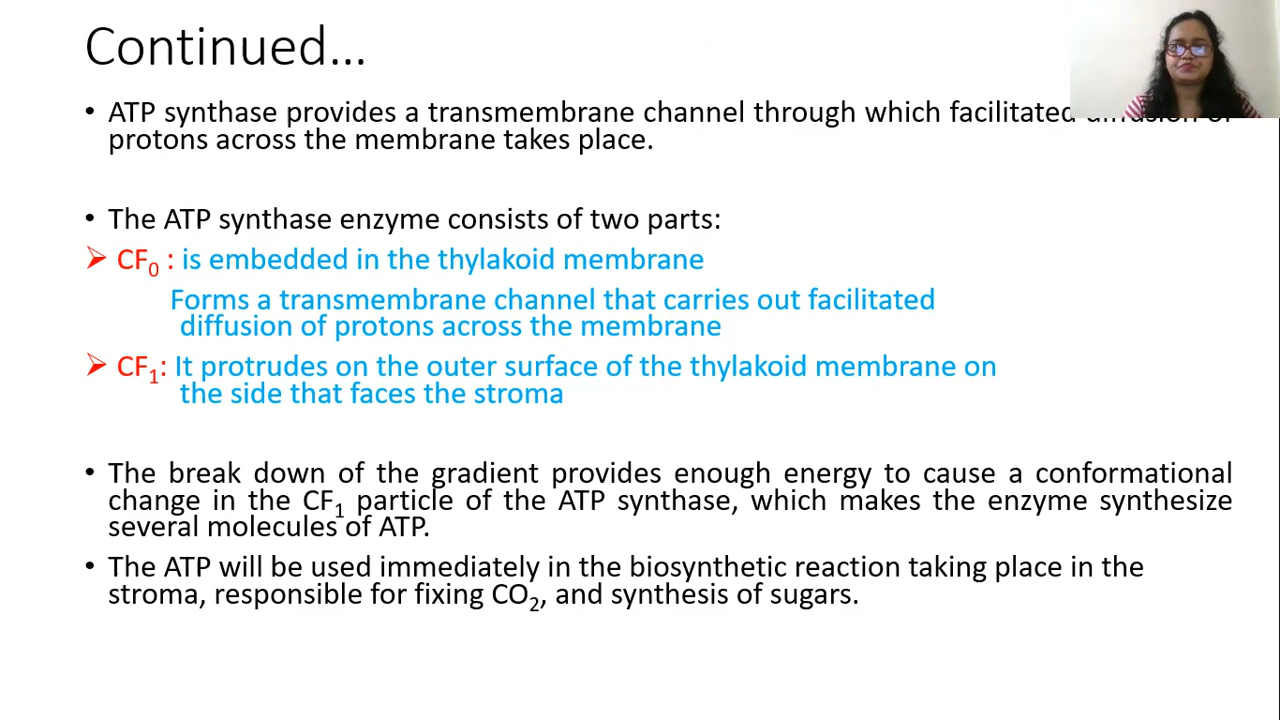 Continued...
• ATP synthase provides a transmembrane channel through which facilitated
protons across the membrane takes place.
• The ATP synthase enzyme consists of two parts:
➢ CF₀ : is embedded in the thylakoid membrane
Forms a transmembrane channel that carries out facilitated
diffusion of protons across the membrane
➢ CF₁: It protrudes on the outer surface of the thylakoid membrane on
the side that faces the stroma
• The break down of the gradient provides enough energy to cause a conformational
change in the CF₁ particle of the ATP synthase, which makes the enzyme synthesize
several molecules of ATP.
• The ATP will be used immediately in the biosynthetic reaction taking place in the
stroma, responsible for fixing CO₂, and synthesis of sugars.